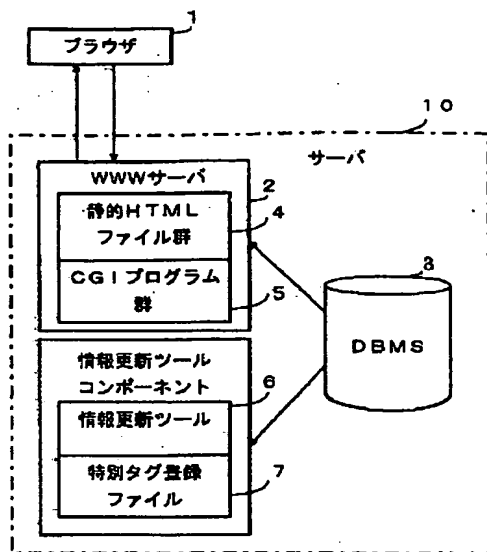 1
ブラウザ
10
サーバ
WWWサーバ
2
静的HTML
ファイル群
4
CGIプログラム
群
5
3
DBMS
情報更新ツール
コンポーネント
6
情報更新ツール
特別タグ登録
ファイル
7